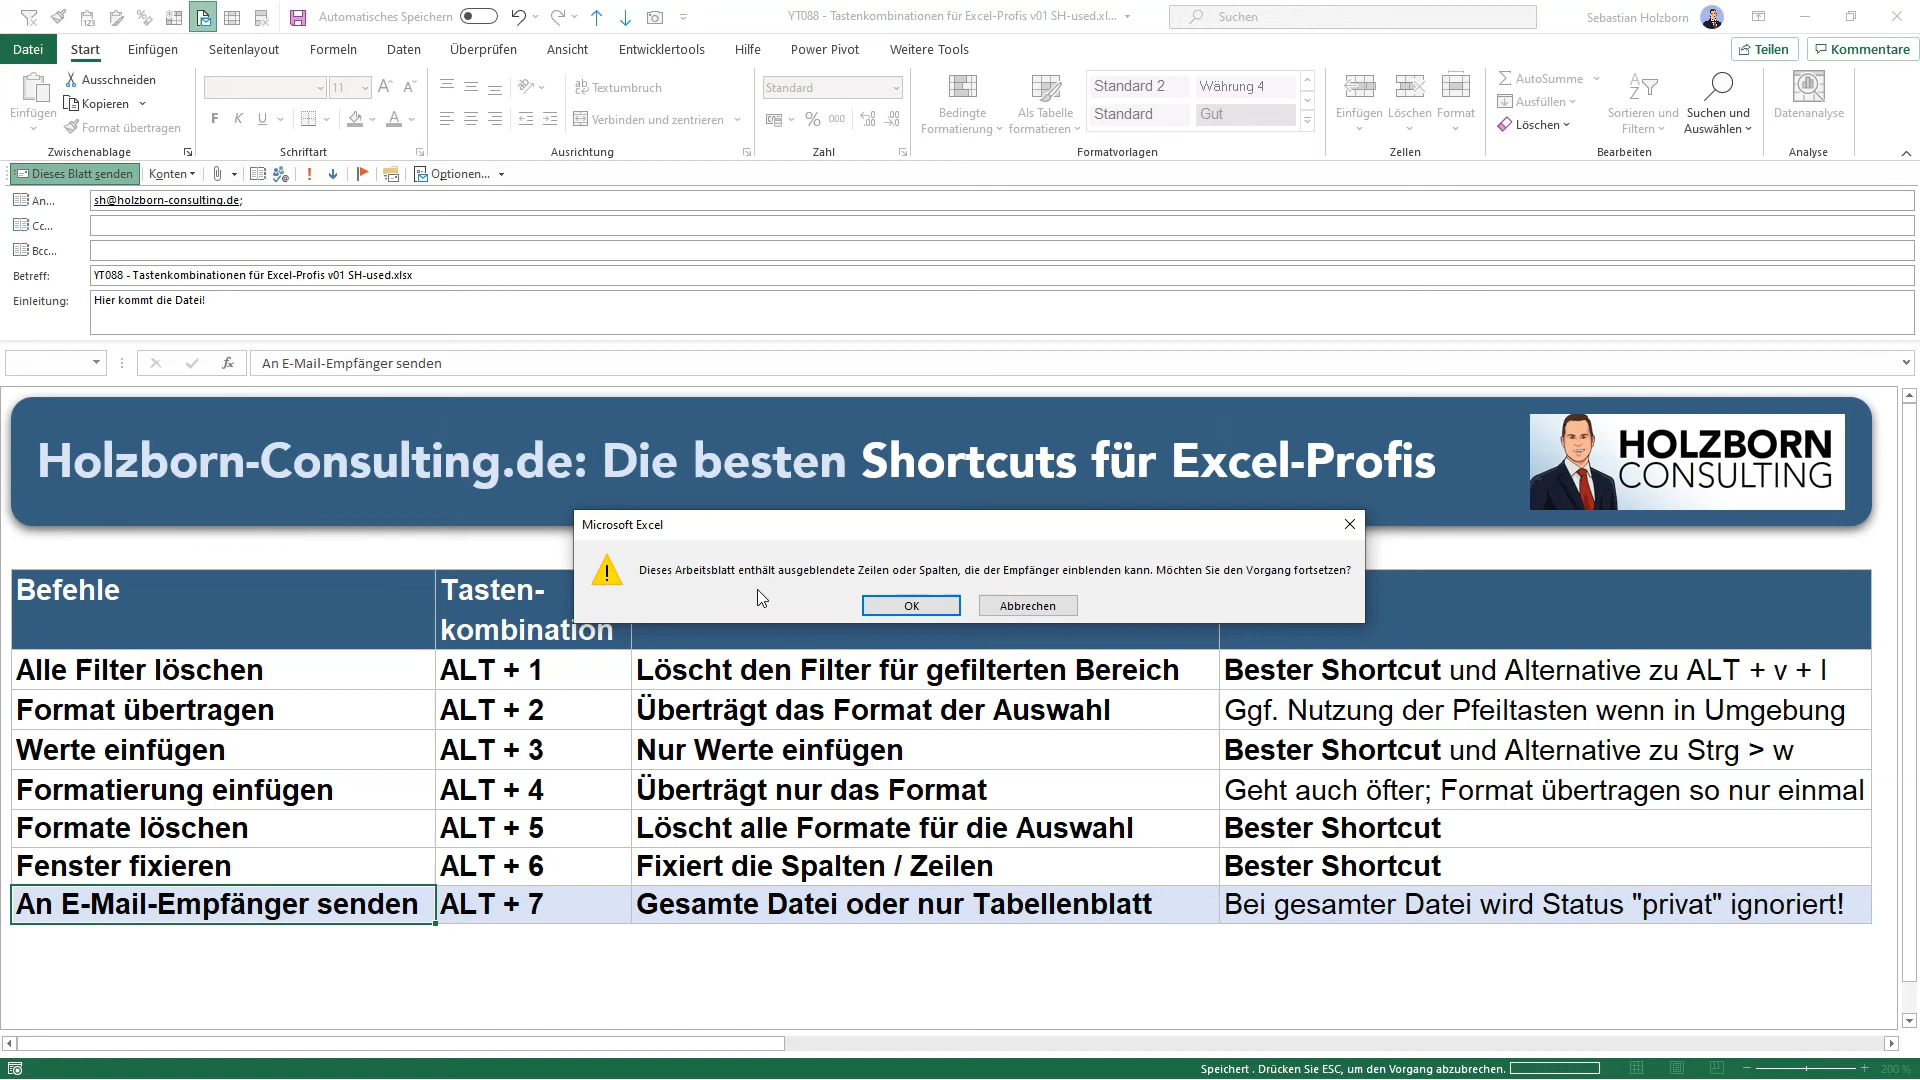 Automatisches Speichern
YT088 - Tastenkombinationen für Excel-Profis v01 SH-used.xl...
Suchen
Sebastian Holzborn
Datei Start Einfügen Seitenlayout Formeln Daten Überprüfen Ansicht Entwicklertools Hilfe Power Pivot Weitere Tools
Teilen Kommentare
Einfügen
Ausschneiden
Kopieren
Format übertragen
Zwischenablage
11
F K U
Schriftart
Textumbruch
Verbinden und zentrieren
Ausrichtung
Standard
% 000
Zahl
Bedingte
Formatierung
Als Tabelle
formatieren
Standard 2 Währung 4
Standard Gut
Formatvorlagen
Einfügen Löschen Format
Zellen
AutoSumme
Ausfüllen
Löschen
Sortieren und
Filtern
Suchen und
Auswählen
Bearbeiten
Datenanalyse
Analyse
Dieses Blatt senden Konten Optionen...
An... sh@holzborn-consulting.de;
Cc...
Bcc...
Betreff: YT088 - Tastenkombinationen für Excel-Profis v01 SH-used.xlsx
Einleitung: Hier kommt die Datei!
fx An E-Mail-Empfänger senden
Holzborn-Consulting.de: Die besten Shortcuts für Excel-Profis
HOLZBORN
CONSULTING
Microsoft Excel
Dieses Arbeitsblatt enthält ausgeblendete Zeilen oder Spalten, die der Empfänger einblenden kann. Möchten Sie den Vorgang fortsetzen?
OK Abbrechen
Befehle Tasten-
kombination
Alle Filter löschen ALT + 1 Löscht den Filter für gefilterten Bereich Bester Shortcut und Alternative zu ALT + v + l
Format übertragen ALT + 2 Überträgt das Format der Auswahl Ggf. Nutzung der Pfeiltasten wenn in Umgebung
Werte einfügen ALT + 3 Nur Werte einfügen Bester Shortcut und Alternative zu Strg > w
Formatierung einfügen ALT + 4 Überträgt nur das Format Geht auch öfter; Format übertragen so nur einmal
Formate löschen ALT + 5 Löscht alle Formate für die Auswahl Bester Shortcut
Fenster fixieren ALT + 6 Fixiert die Spalten / Zeilen Bester Shortcut
An E-Mail-Empfänger senden ALT + 7 Gesamte Datei oder nur Tabellenblatt Bei gesamter Datei wird Status "privat" ignoriert!
Speichert . Drücken Sie ESC, um den Vorgang abzubrechen.
200 %